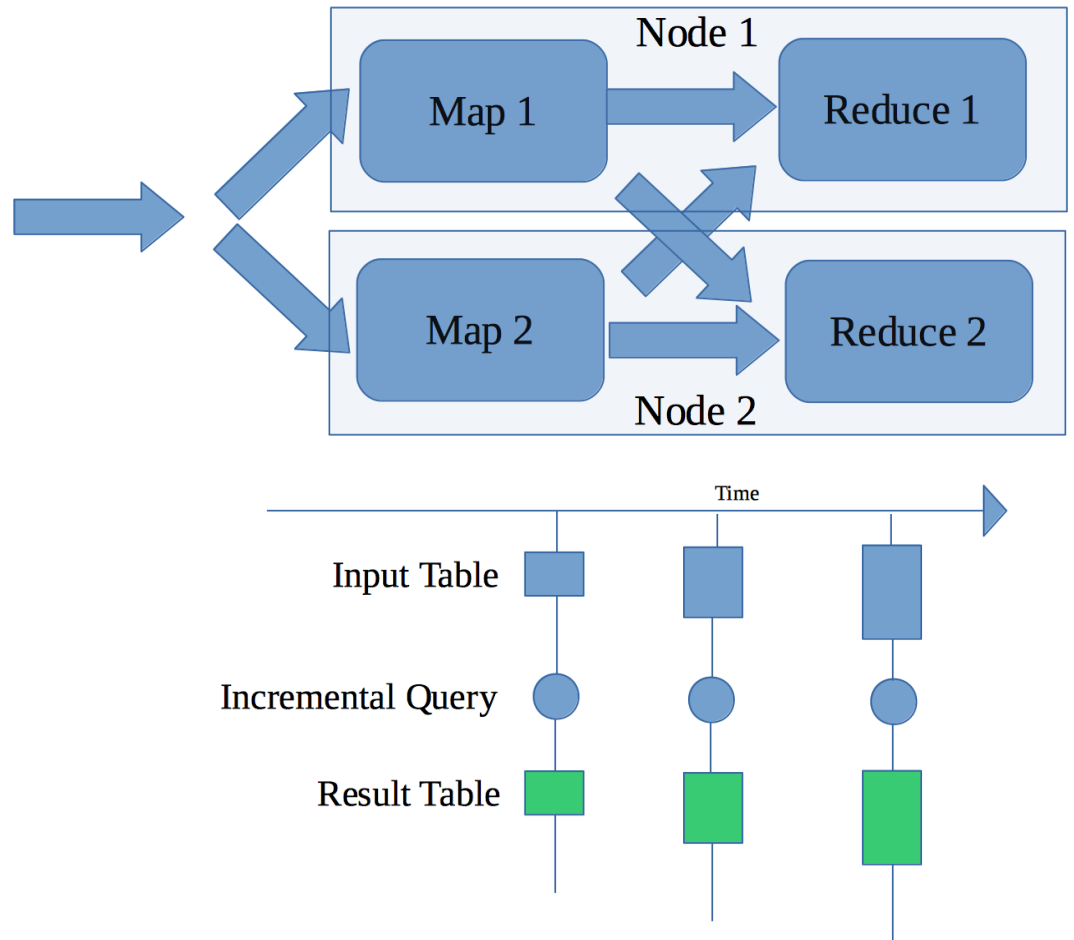 Node 1
Map 1
Reduce 1
Map 2
Reduce 2
Node 2
Time
Input Table
Incremental Query
Result Table